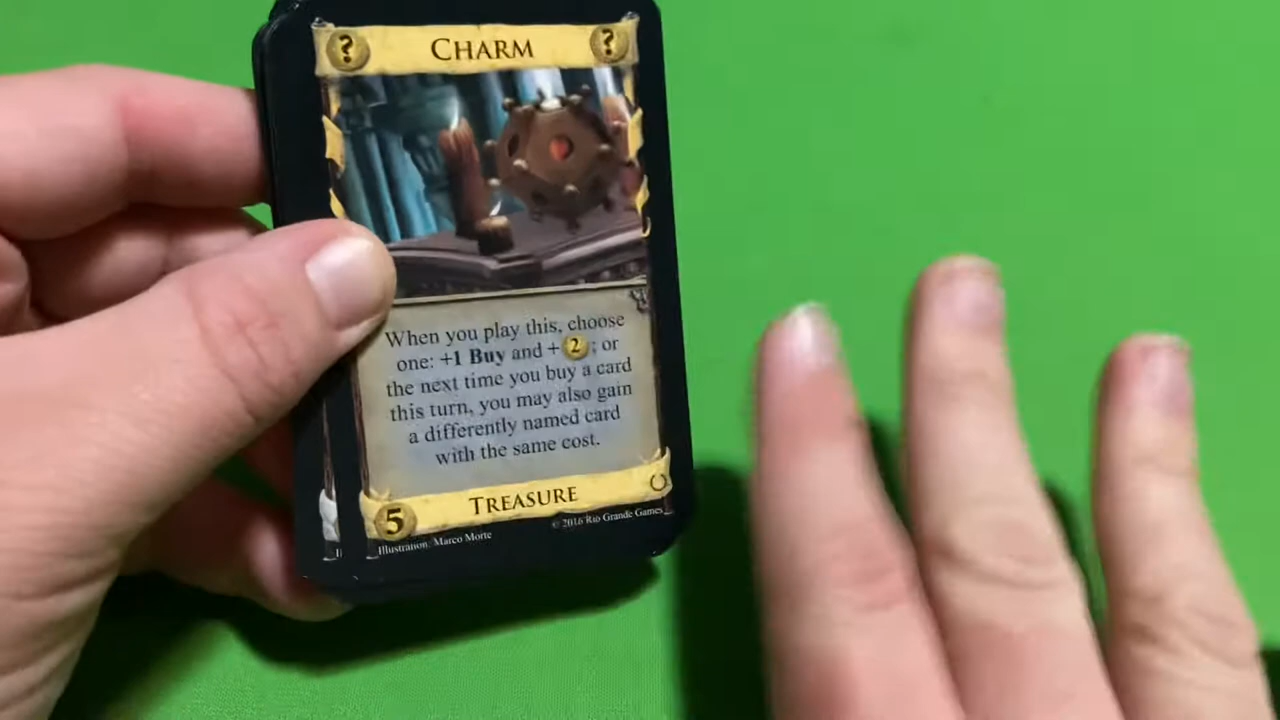 ? CHARM ?
When you play this, choose
one: +1 Buy and + 2 ; or
the next time you buy a card
this turn, you may also gain
a differently named card
with the same cost.
5 TREASURE
Illustration: Marco Morte © 2016 Rio Grande Games